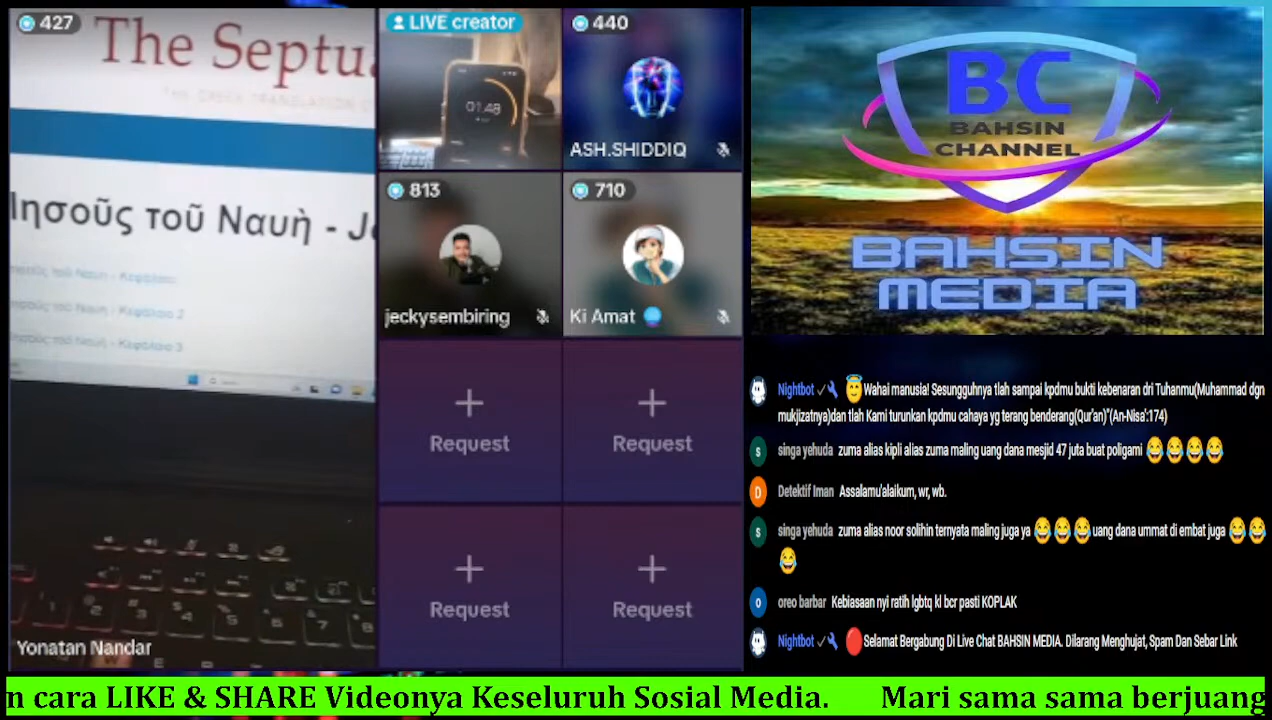 427
The Septu
Ἰησοῦς τοῦ Ναυὴ - J
Yonatan Nandar
LIVE creator
01.48
440
ASH.SHIDDIQ
813
jeckysembiring
710
Ki Amat
Request
Request
Request
Request
BC
BAHSIN
CHANNEL
BAHSIN
MEDIA
Nightbot 😇Wahai manusia! Sesungguhnya tlah sampai kpdmu bukti kebenaran dri Tuhanmu(Muhammad dgn
mukjizatnya)dan tlah Kami turunkan kpdmu cahaya yg terang benderang(Qur'an)"(An-Nisa':174)
S singa yehuda zuma alias kipli alias zuma maling uang dana mesjid 47 juta buat poligami 😂😂😂😂
D Detektif Iman Assalamu'alaikum, wr, wb.
S singa yehuda zuma alias noor solihin ternyata maling juga ya 😂😂😂uang dana ummat di embat juga 😂😂
😂
O oreo barbar Kebiasaan nyi ratih lgbtq kl bcr pasti KOPLAK
Nightbot 🔴Selamat Bergabung Di Live Chat BAHSIN MEDIA. Dilarang Menghujat, Spam Dan Sebar Link
n cara LIKE & SHARE Videonya Keseluruh Sosial Media. Mari sama sama berjuang